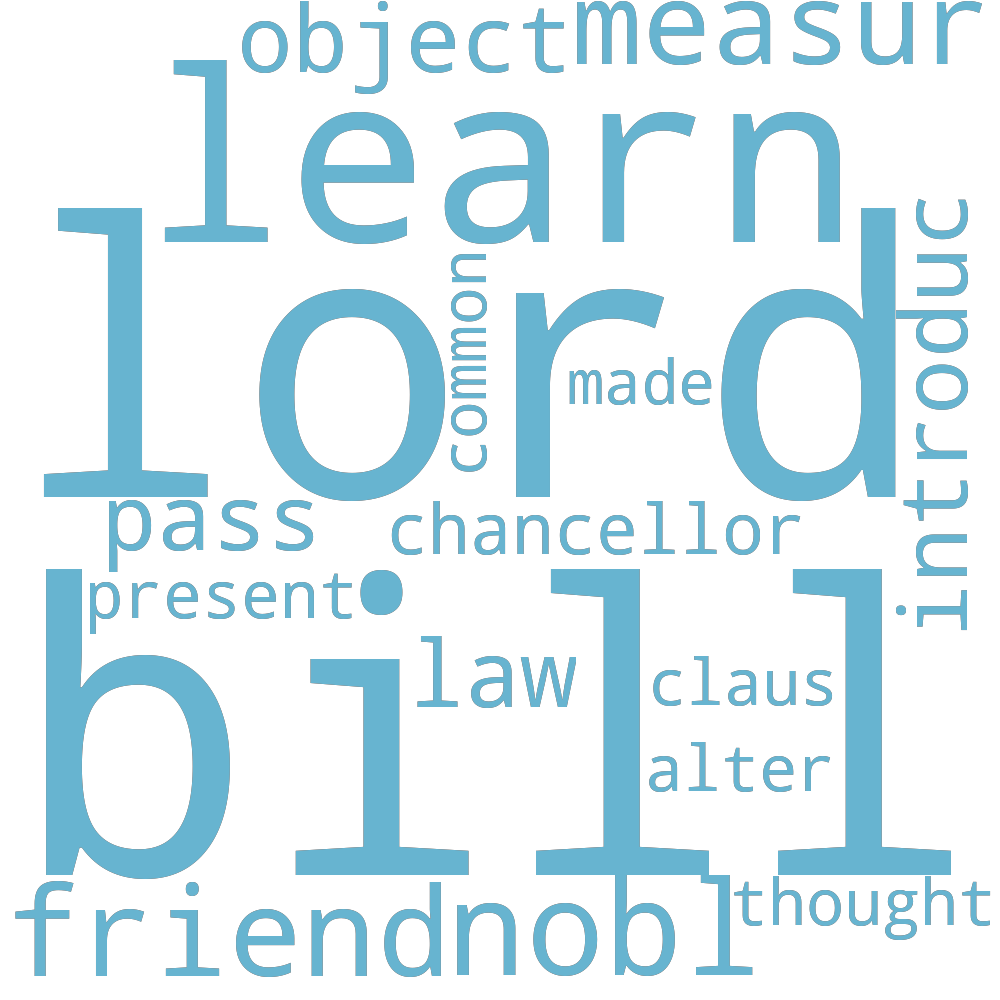 object measur
learn
lord
introduc
common
made
pass
chancellor
present
bill
law
claus
alter
friend nobl
thought